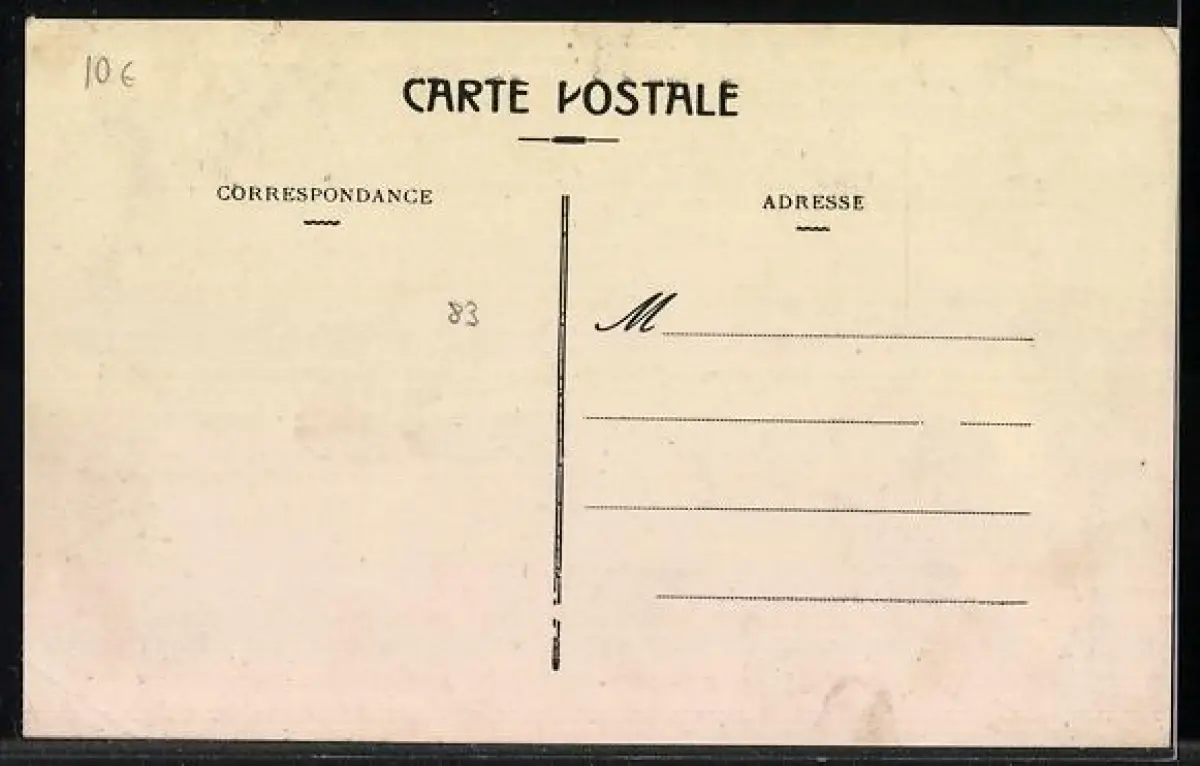 10 €
CARTE POSTALE
CORRESPONDANCE
ADRESSE
83
M